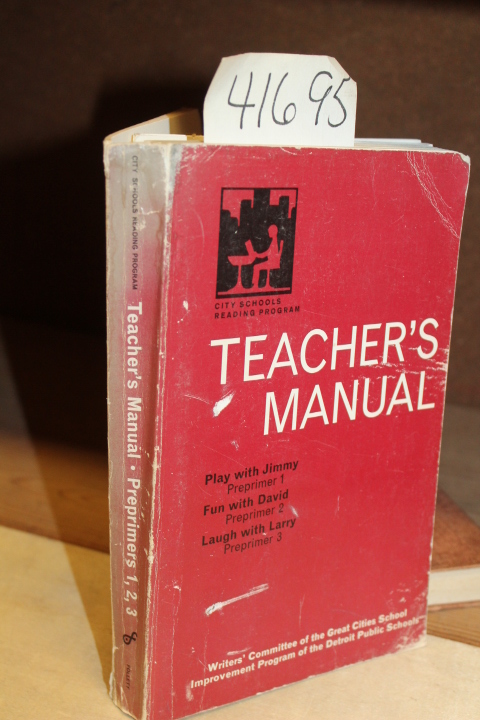 41695
CITY SCHOOLS
READING PROGRAM
TEACHER'S
MANUAL
Play with Jimmy
Preprimer 1
Fun with David
Preprimer 2
Laugh with Larry
Preprimer 3
Writers' Committee of the Great Cities School
Improvement Program of the Detroit Public Schools
CITY SCHOOLS READING PROGRAM
Teacher's Manual • Preprimers 1, 2, 3